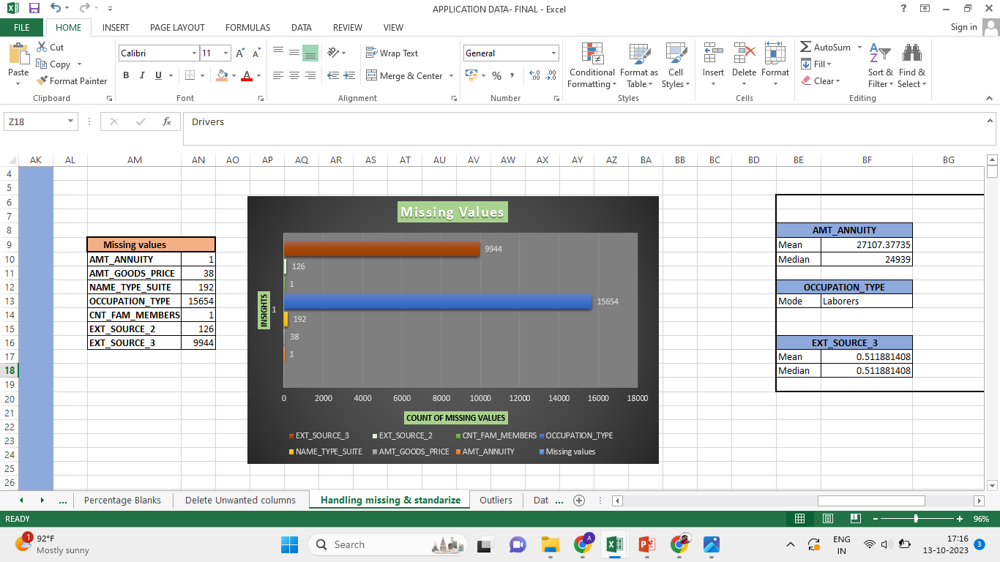 APPLICATION DATA- FINAL - Excel
FILE HOME INSERT PAGE LAYOUT FORMULAS DATA REVIEW VIEW Sign in
Paste
Cut
Copy
Format Painter
Clipboard
Calibri 11
B I U
Font
Wrap Text
Merge & Center
Alignment
General
Number
Conditional Formatting
Format as Table
Cell Styles
Styles
Insert Delete Format
Cells
AutoSum
Fill
Clear
Sort & Filter
Find & Select
Editing
Z18 fx Drivers
AK AL AM AN AO AP AQ AR AS AT AU AV AW AX AY AZ BA BB BC BD BE BF BG
4
5
6
7
8
9
10
11
12
13
14
15
16
17
18
19
20
21
22
23
24
25
26
Missing values
AMT_ANNUITY 1
AMT_GOODS_PRICE 38
NAME_TYPE_SUITE 192
OCCUPATION_TYPE 15654
CNT_FAM_MEMBERS 1
EXT_SOURCE_2 126
EXT_SOURCE_3 9944
Missing Values
9944
126
1
15654
192
38
1
INSIGHTS
1
0 2000 4000 6000 8000 10000 12000 14000 16000 18000
COUNT OF MISSING VALUES
EXT_SOURCE_3 EXT_SOURCE_2 CNT_FAM_MEMBERS OCCUPATION_TYPE
NAME_TYPE_SUITE AMT_GOODS_PRICE AMT_ANNUITY Missing values
AMT_ANNUITY
Mean 27107.37735
Median 24939
OCCUPATION_TYPE
Mode Laborers
EXT_SOURCE_3
Mean 0.511881408
Median 0.511881408
... Percentage Blanks Delete Unwanted columns Handling missing & standarize Outliers Dat ...
READY 96%
1
92°F
Mostly sunny
Search
A
ENG
IN
17:16
13-10-2023
3